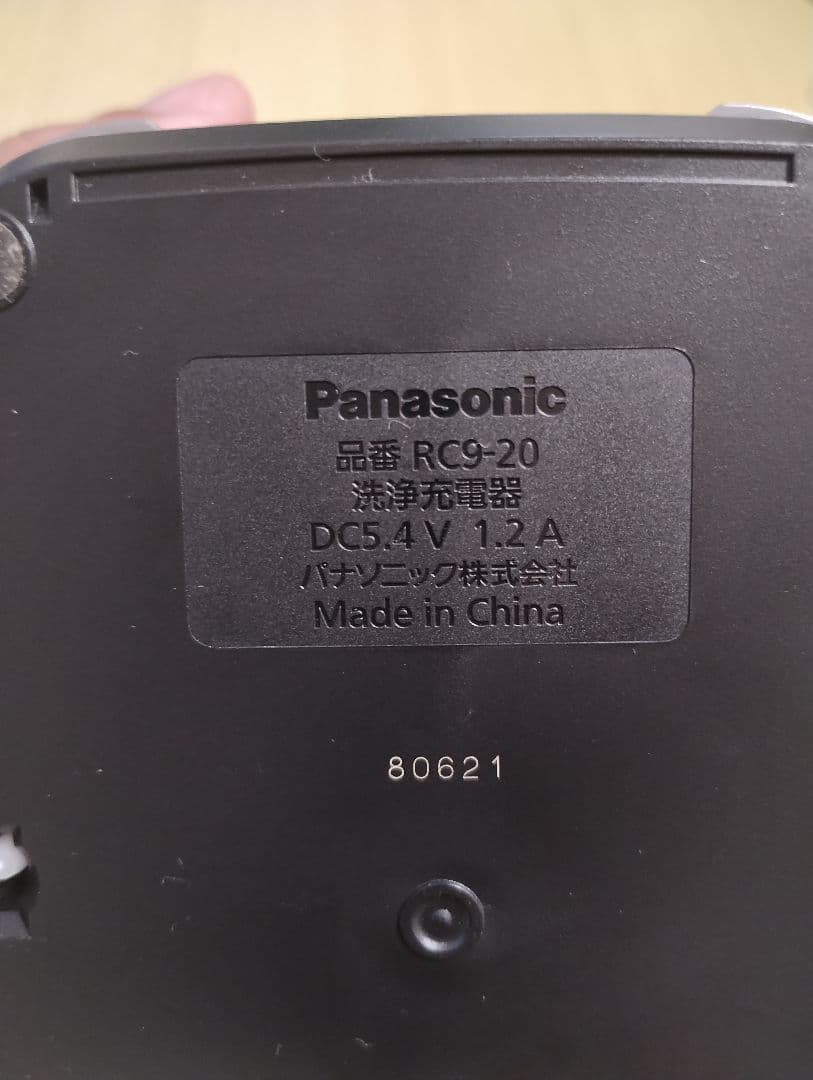 Panasonic
品番 RC9-20
洗浄充電器
DC5.4 V 1.2 A
パナソニック株式会社
Made in China
80621